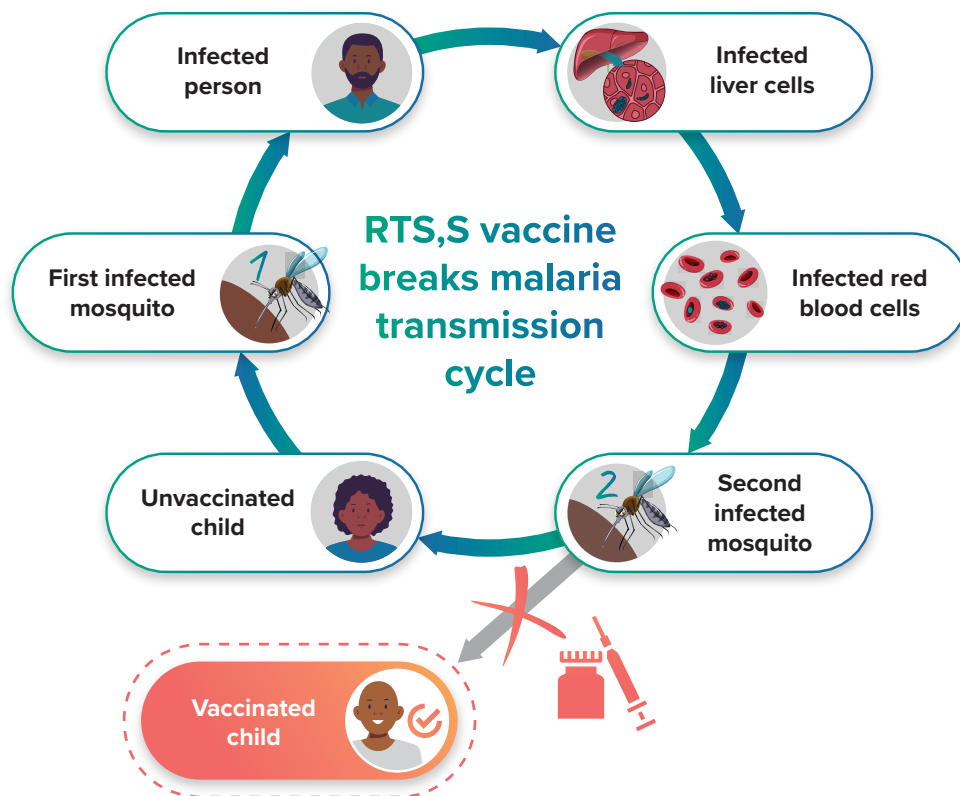 Infected
person
Infected
liver cells
RTS,S vaccine
breaks malaria
transmission
cycle
First infected
mosquito
1
Infected red
blood cells
Unvaccinated
child
2
Second
infected
mosquito
Vaccinated
child